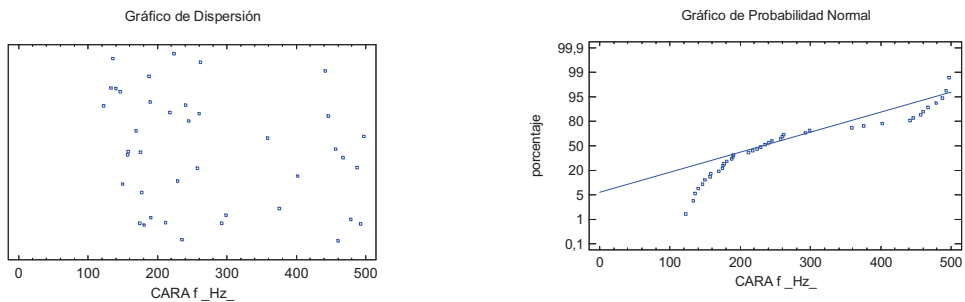 Gráfico de Dispersión
0 100 200 300 400 500
CARA f _Hz_
Gráfico de Probabilidad Normal
99,9
99
95
80
50
20
5
1
0,1
porcentaje
0 100 200 300 400 500
CARA f _Hz_